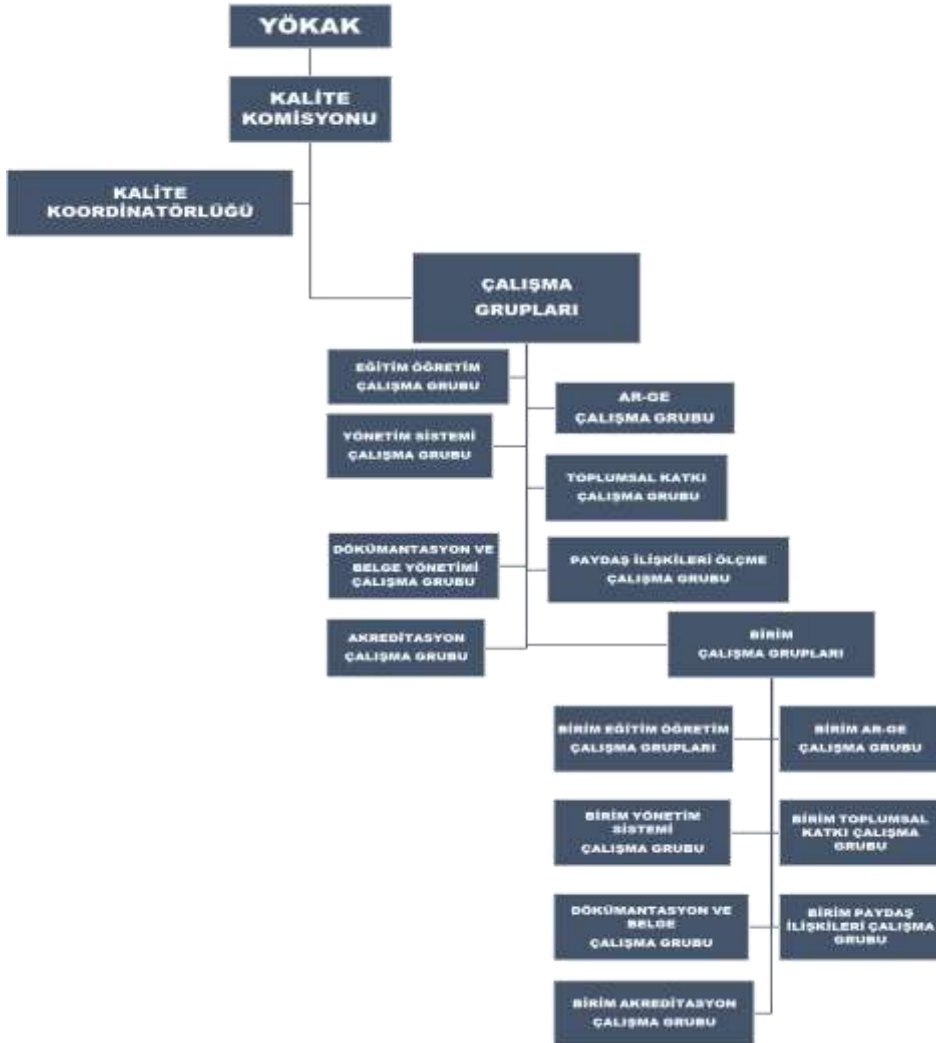 YÖKAK
KALİTE
KOMİSYONU
KALİTE
KOORDİNATÖRLÜĞÜ
ÇALIŞMA
GRUPLARI
EĞİTİM ÖĞRETİM
ÇALIŞMA GRUBU
AR-GE
ÇALIŞMA GRUBU
YÖNETİM SİSTEMİ
ÇALIŞMA GRUBU
TOPLUMSAL KATKI
ÇALIŞMA GRUBU
DÖKÜMANTASYON VE
BELGE YÖNETİMİ
ÇALIŞMA GRUBU
PAYDAŞ İLİŞKİLERİ ÖLÇME
ÇALIŞMA GRUBU
AKREDİTASYON
ÇALIŞMA GRUBU
BİRİM
ÇALIŞMA GRUPLARI
BİRİM EĞİTİM ÖĞRETİM
ÇALIŞMA GRUPLARI
BİRİM AR-GE
ÇALIŞMA GRUBU
BİRİM YÖNETİM
SİSTEMİ
ÇALIŞMA GRUBU
BİRİM TOPLUMSAL
KATKI ÇALIŞMA
GRUBU
DÖKÜMANTASYON VE
BELGE
ÇALIŞMA GRUBU
BİRİM PAYDAŞ
İLİŞKİLERİ ÇALIŞMA
GRUBU
BİRİM AKREDİTASYON
ÇALIŞMA GRUBU